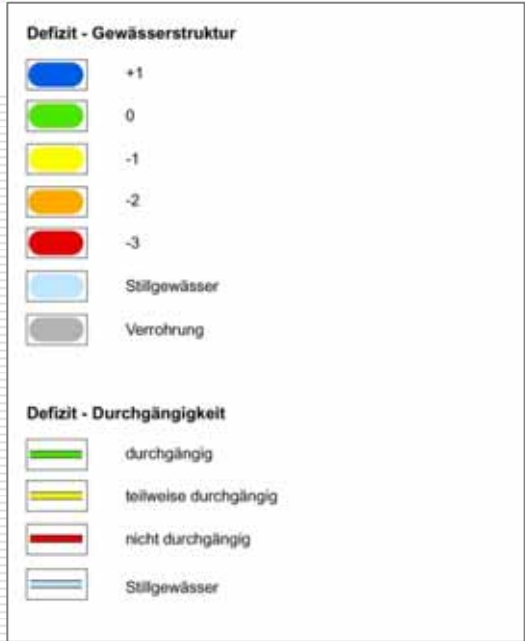 Defizit - Gewässerstruktur
+1
0
-1
-2
-3
Stillgewässer
Verrohrung
Defizit - Durchgängigkeit
durchgängig
teilweise durchgängig
nicht durchgängig
Stillgewässer